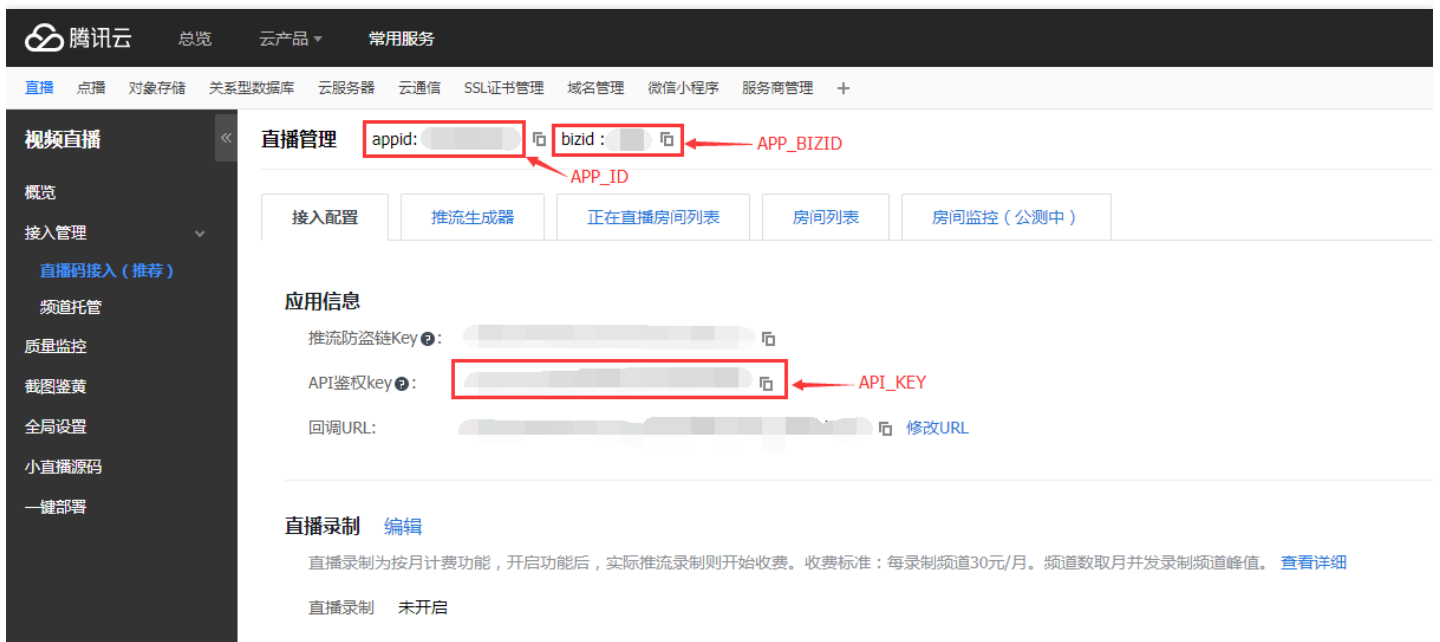 腾讯云 总览 云产品 常用服务
直播 点播 对象存储 关系型数据库 云服务器 云通信 SSL证书管理 域名管理 微信小程序 服务商管理 +
视频直播 «
概览
接入管理
直播码接入（推荐）
频道托管
质量监控
截图鉴黄
全局设置
小直播源码
一键部署
直播管理 appid: bizid : APP_BIZID
APP_ID
接入配置 推流生成器 正在直播房间列表 房间列表 房间监控（公测中）
应用信息
推流防盗链Key ? :
API鉴权key ? : API_KEY
回调URL: 修改URL
直播录制 编辑
直播录制为按月计费功能，开启功能后，实际推流录制则开始收费。收费标准：每录制频道30元/月。频道数取月并发录制频道峰值。 查看详细
直播录制 未开启